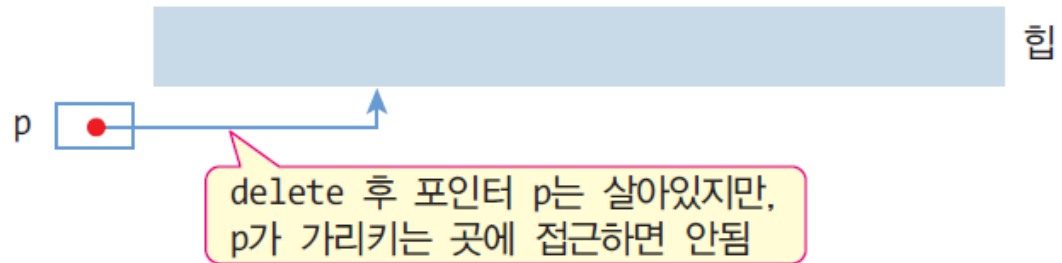 힙
p
delete 후 포인터 p는 살아있지만,
p가 가리키는 곳에 접근하면 안됨